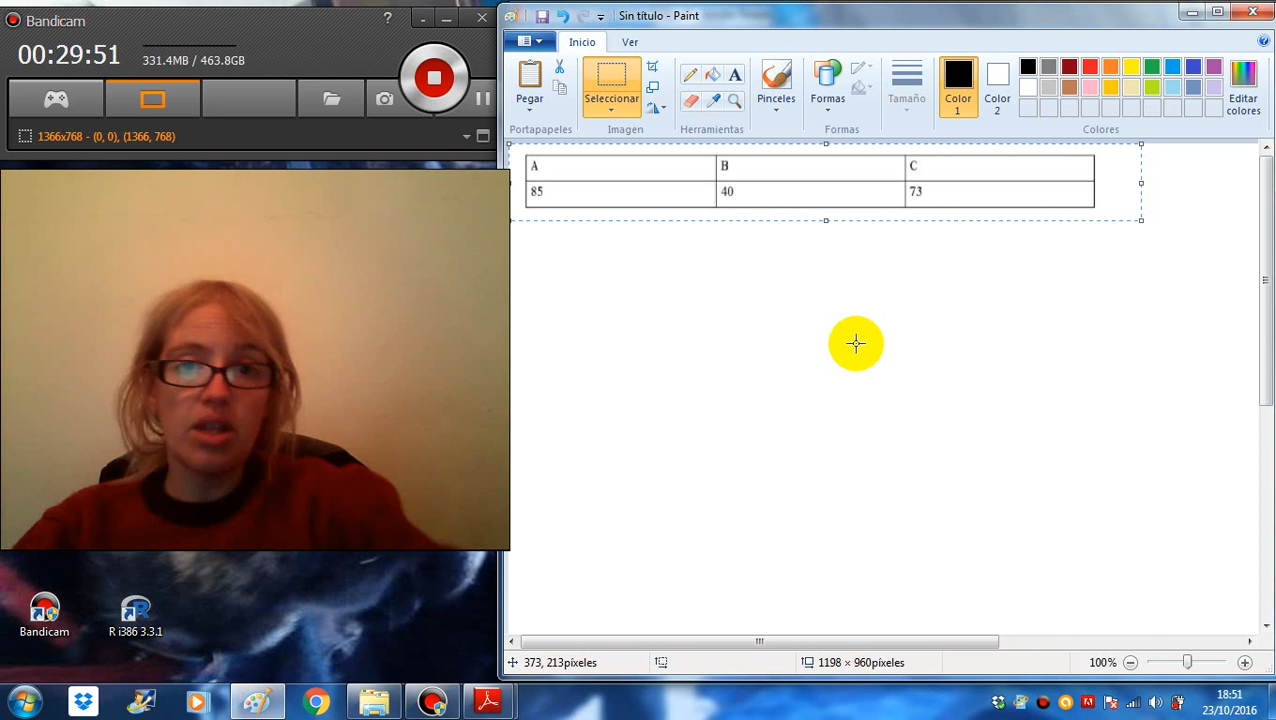 Bandicam
00:29:51
331.4MB / 463.8GB
1366x768 - (0, 0), (1366, 768)
Sin título - Paint
Inicio
Ver
Pegar
Seleccionar
Pinceles
Formas
Tamaño
Color 1
Color 2
Editar colores
Portapapeles
Imagen
Herramientas
Formas
Colores
A B C
85 40 73
Bandicam
R i386 3.3.1
373, 213píxeles
1198 × 960píxeles
100%
18:51
23/10/2016